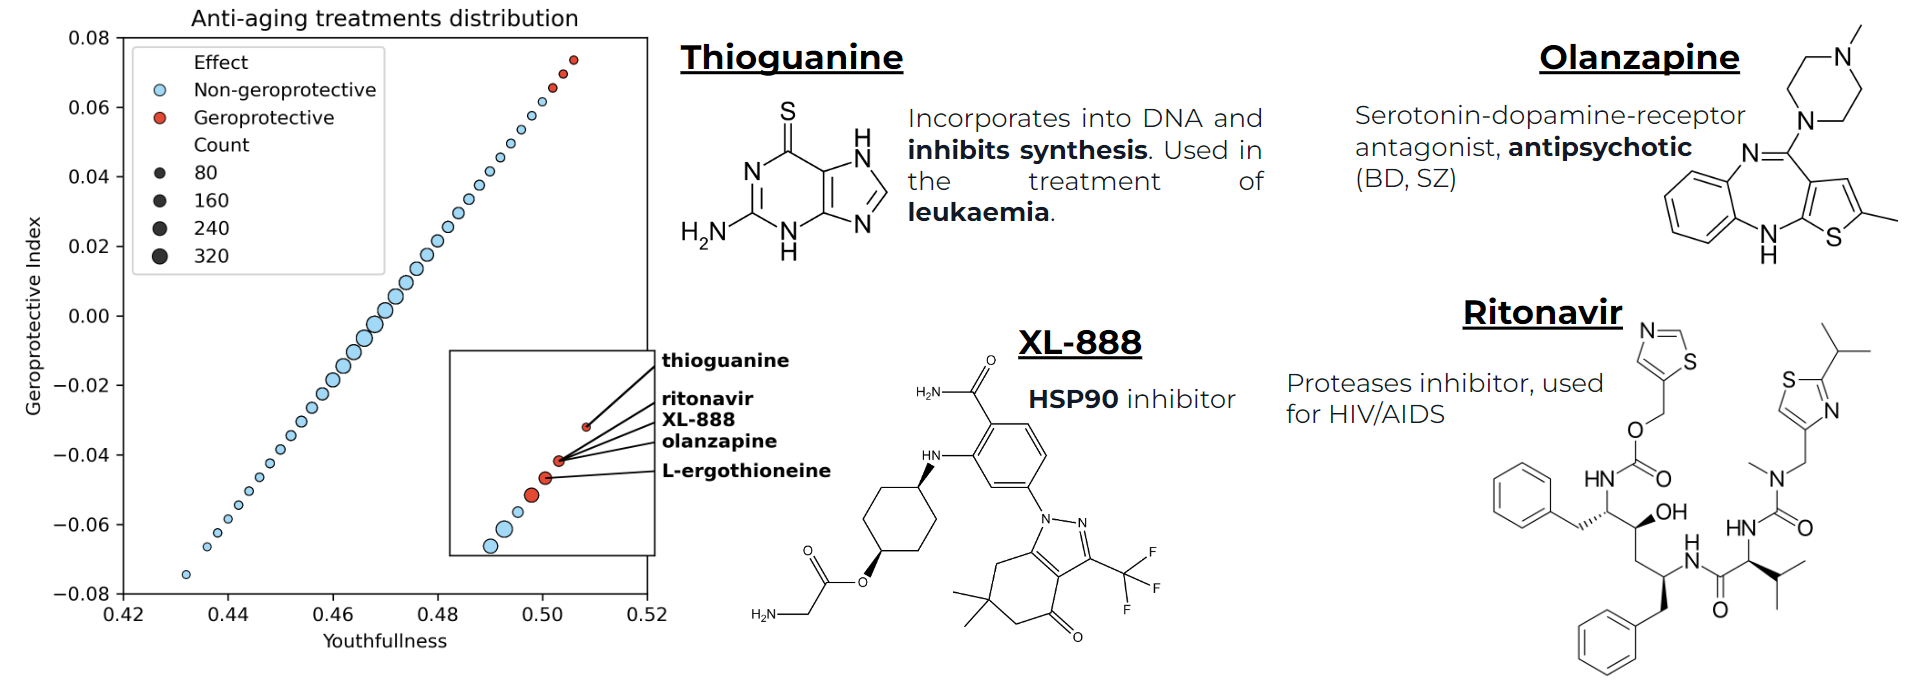 Anti-aging treatments distribution
0.08
0.06
0.04
0.02
0.00
−0.02
−0.04
−0.06
−0.08
Geroprotective Index
Effect
Non-geroprotective
Geroprotective
Count
80
160
240
320
thioguanine
ritonavir
XL-888
olanzapine
L-ergothioneine
0.42
0.44
0.46
0.48
0.50
0.52
Youthfullness
Thioguanine
S
N
H
N
H₂N
N
H
N
Incorporates into DNA and
inhibits synthesis. Used in
the treatment of
leukaemia.
Olanzapine
Serotonin-dopamine-receptor
antagonist, antipsychotic
(BD, SZ)
N
N
N
N
H
S
XL-888
HSP90 inhibitor
O
H₂N
HN
N
N
F
F
F
O
O
O
H₂N
Ritonavir
Proteases inhibitor, used
for HIV/AIDS
N
S
S
N
O
O
HN
N
OH
HN
O
H
N
O